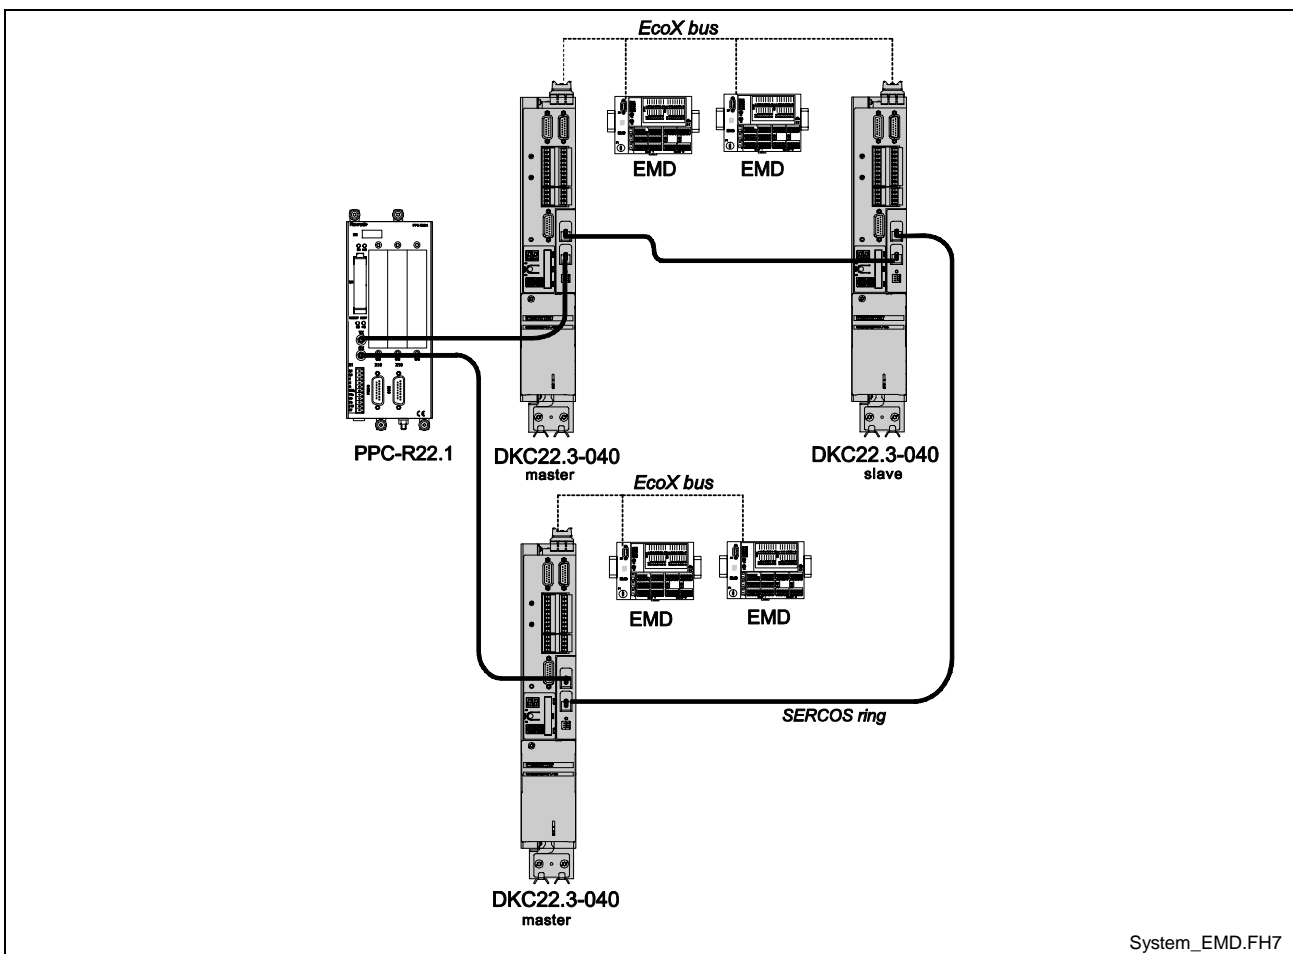 EcoX bus
EMD
EMD
PPC-R22.1
DKC22.3-040
master
DKC22.3-040
slave
EcoX bus
EMD
EMD
SERCOS ring
DKC22.3-040
master
System_EMD.FH7